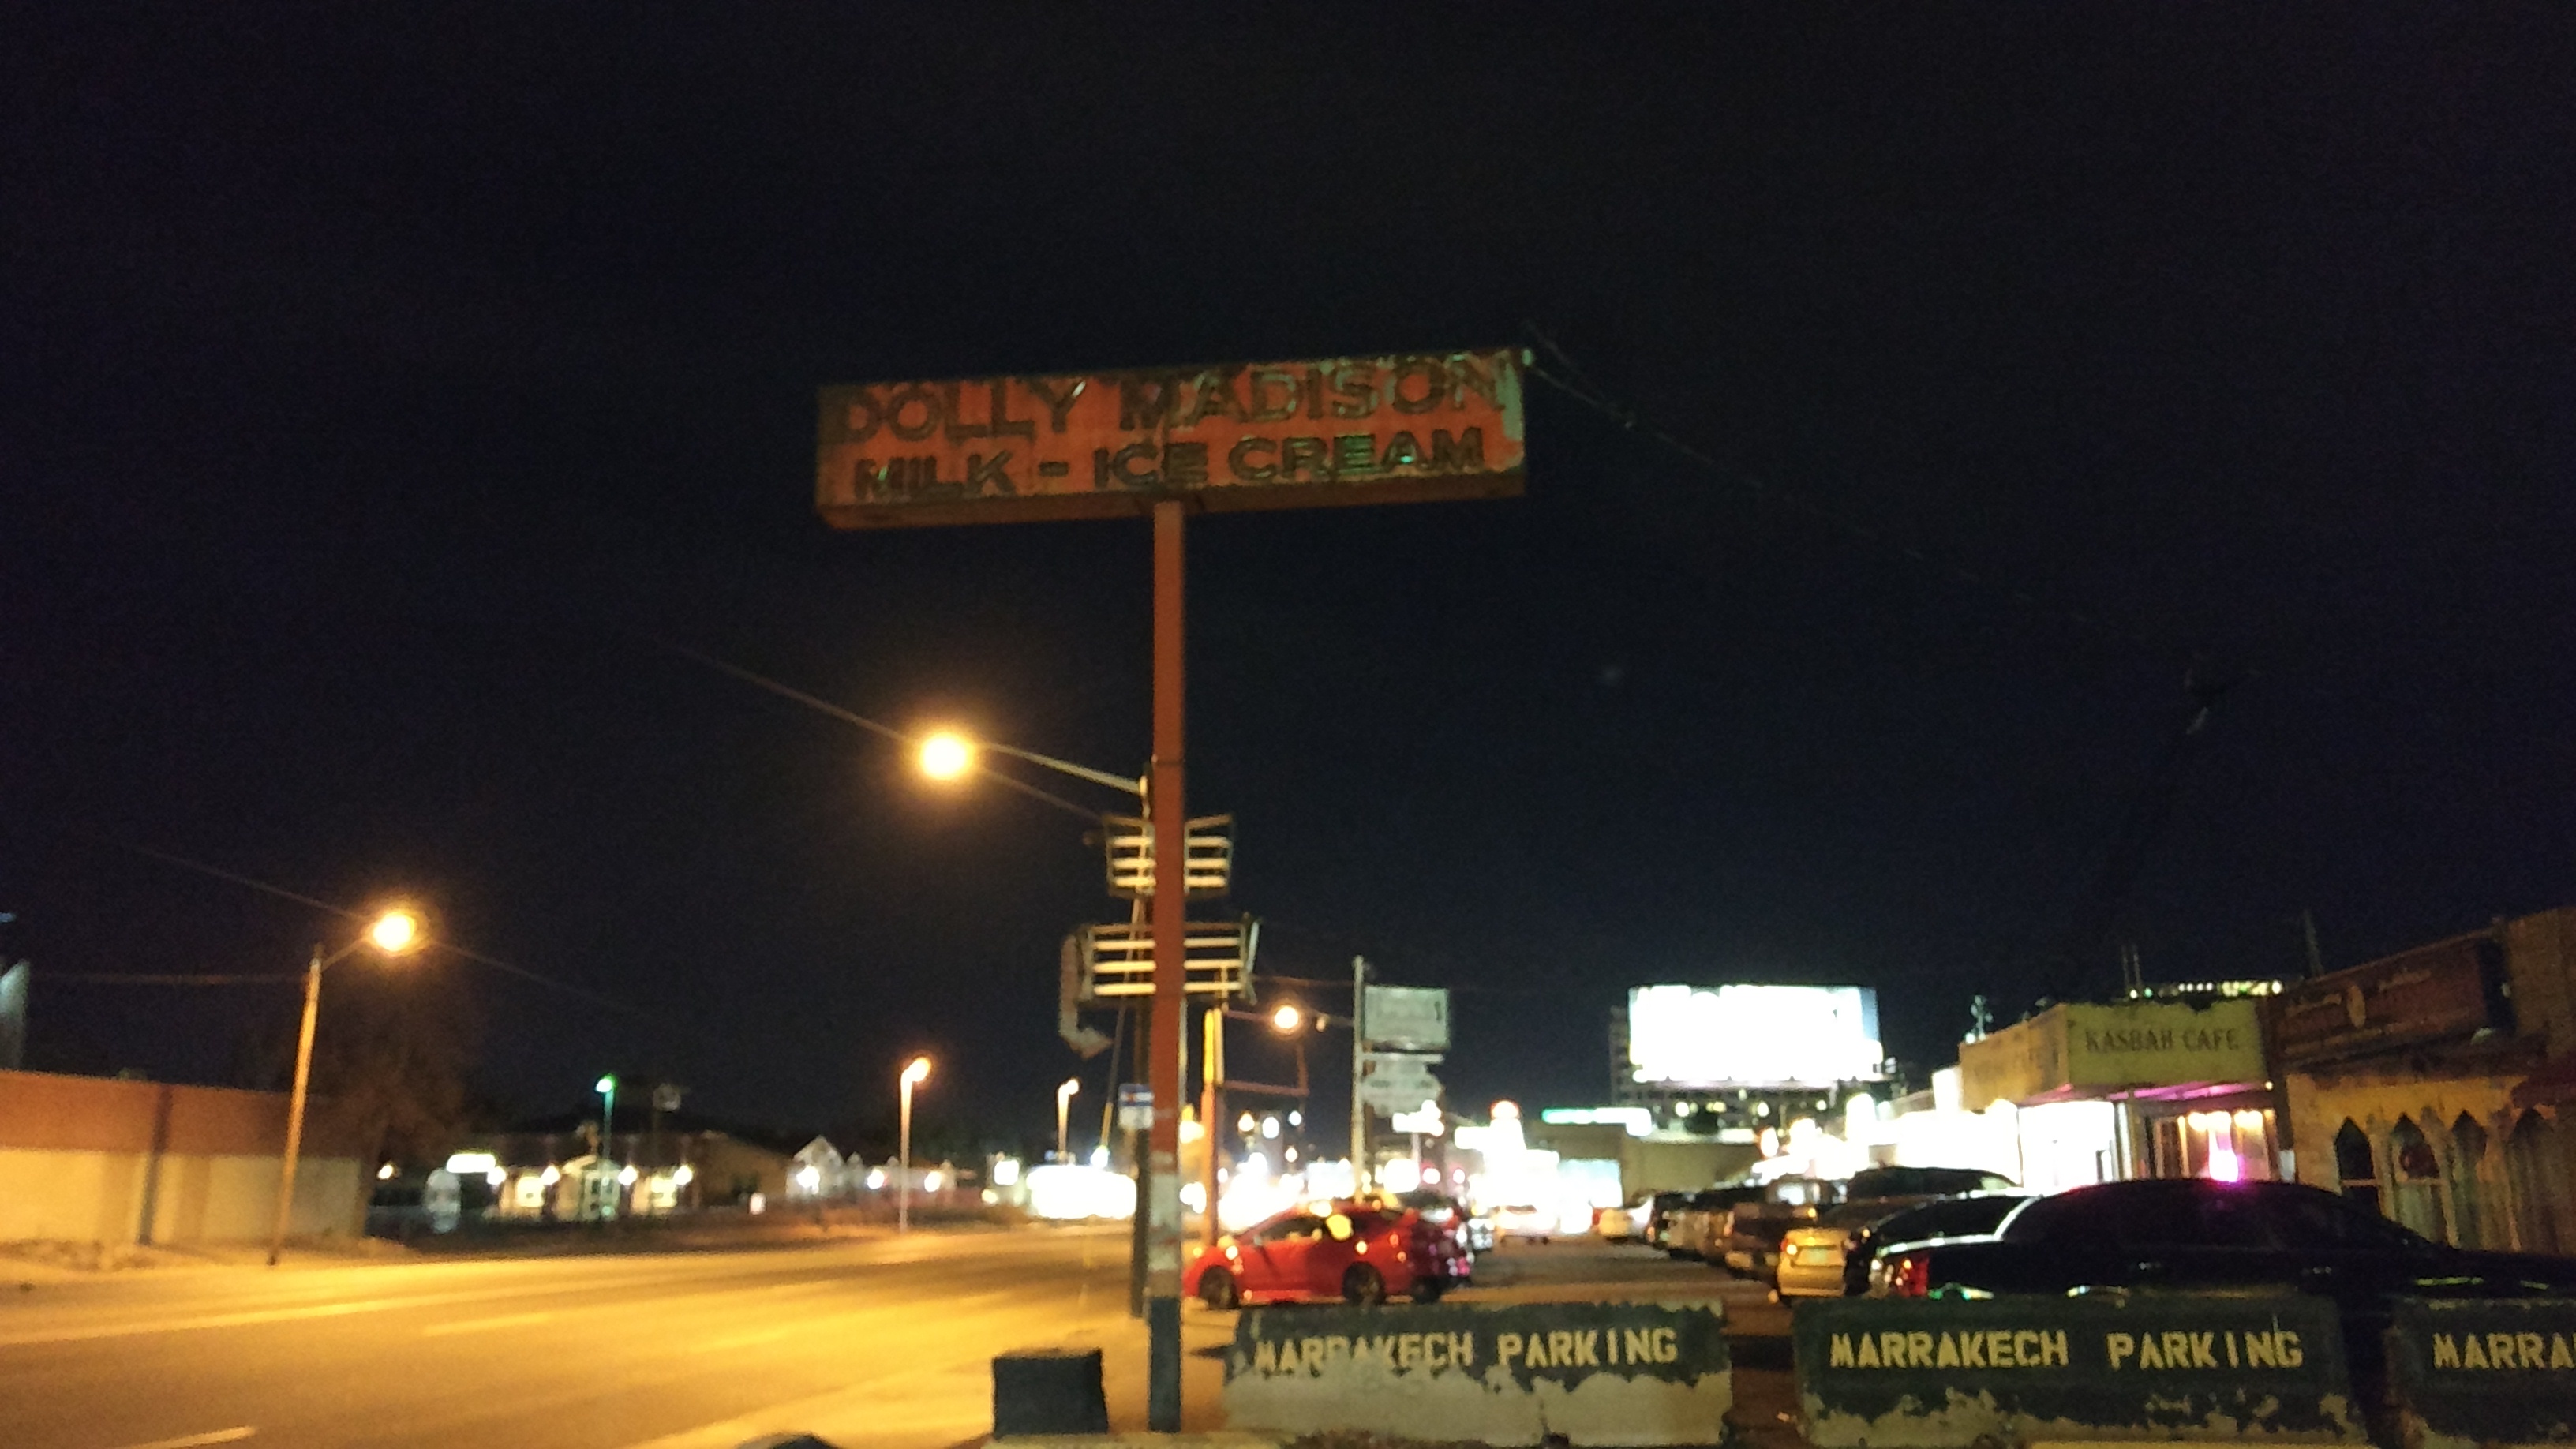 DOLLY MADISON
MILK - ICE CREAM
KASBAH CAFE
MARRAKECH PARKING
MARRAKECH PARKING
MARRA